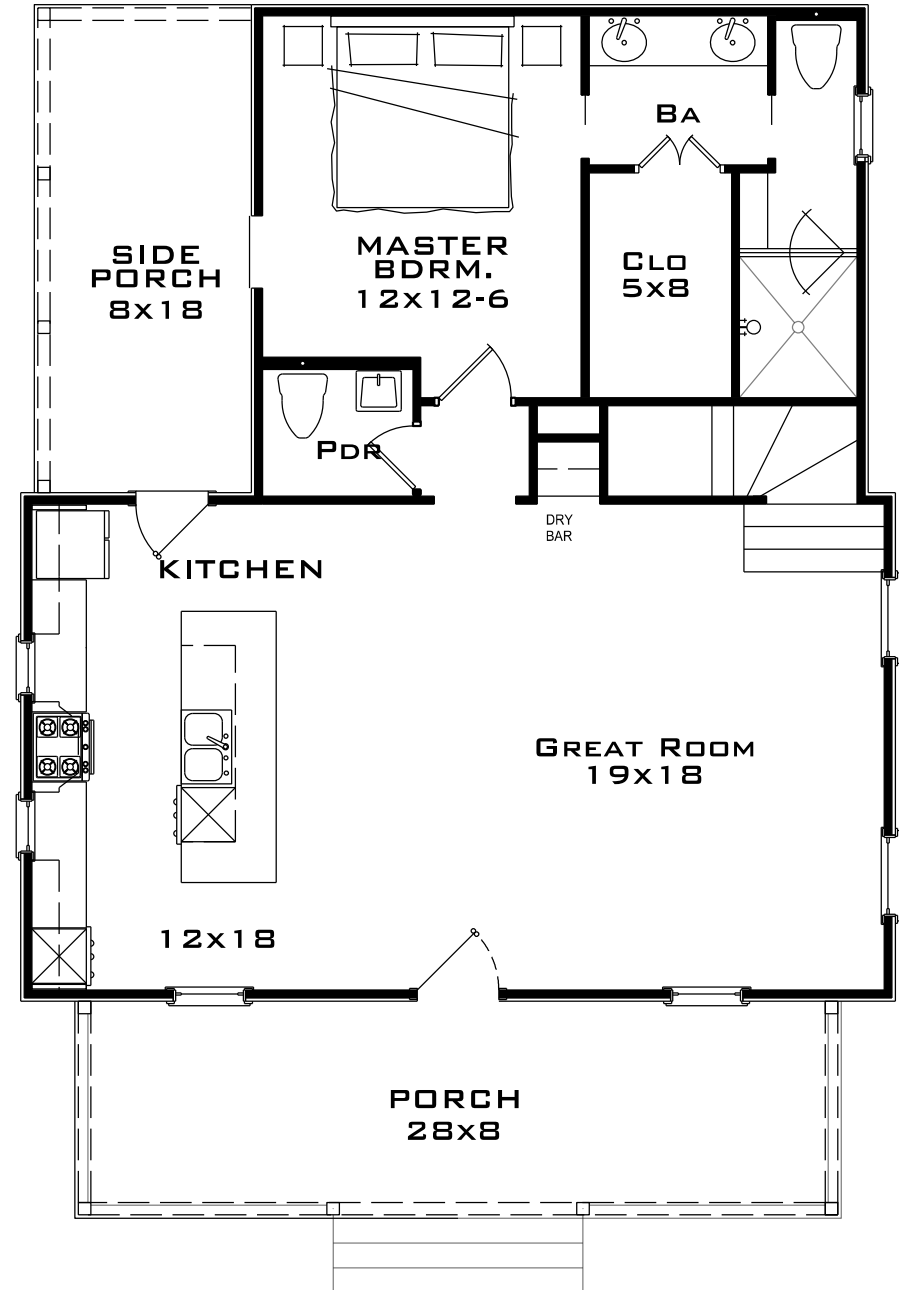 BA
SIDE
PORCH
8x18
MASTER
BDRM.
12x12-6
CLO
5x8
PDR
DRY
BAR
KITCHEN
GREAT ROOM
19x18
12x18
PORCH
28x8